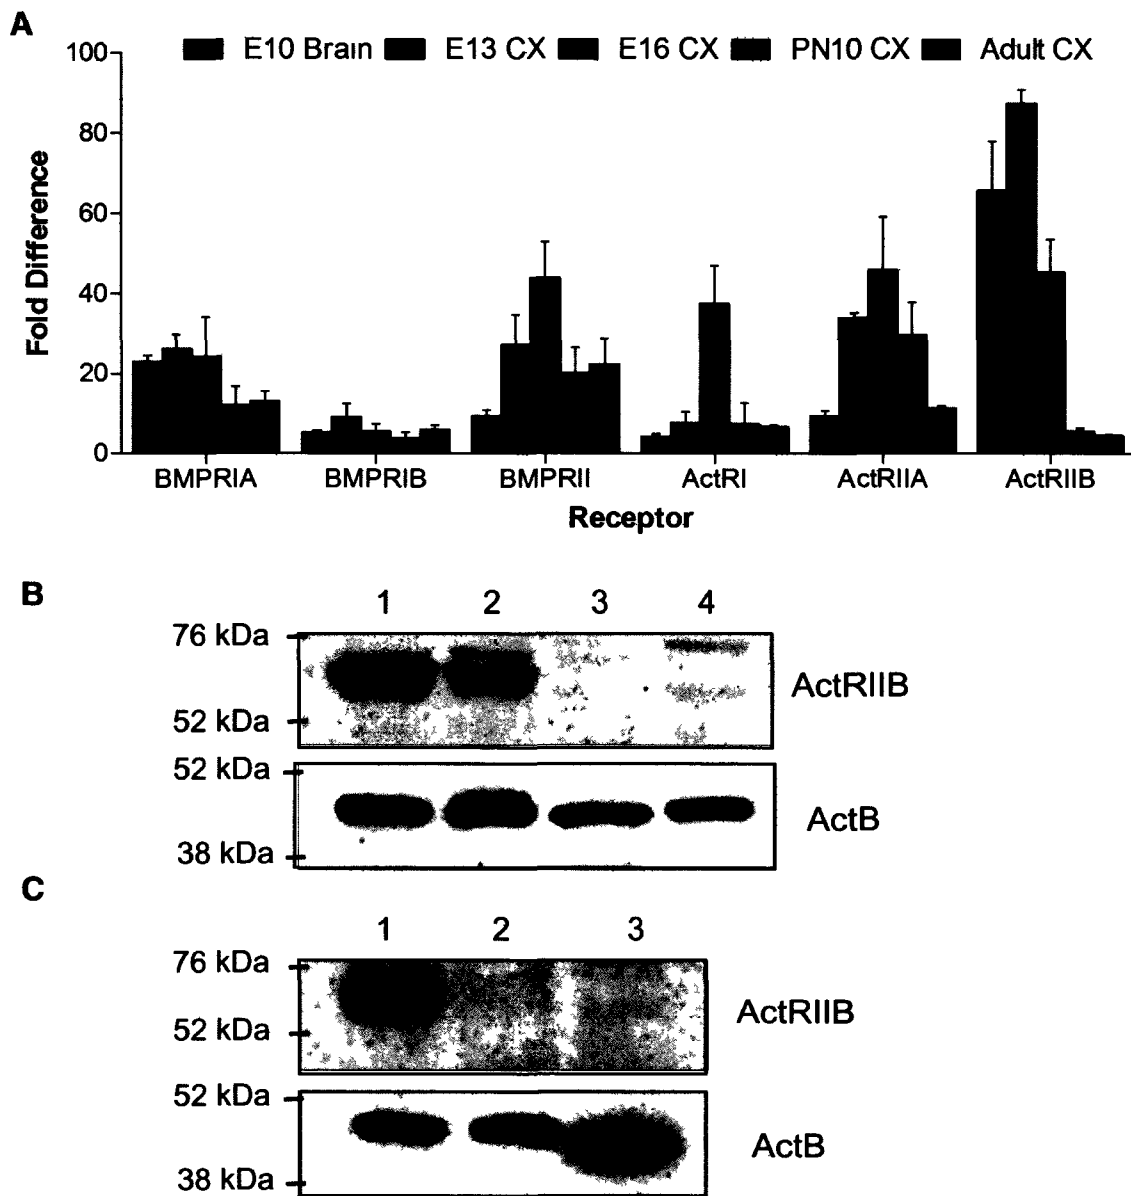 A
100 E10 Brain E13 CX E16 CX PN10 CX Adult CX
80
60
40
20
0
Fold Difference
BMPRIA BMPRIB BMPRII ActRI ActRIIA ActRIIB
Receptor
B
1 2 3 4
76 kDa
ActRIIB
52 kDa
52 kDa
ActB
38 kDa
C
1 2 3
76 kDa
ActRIIB
52 kDa
52 kDa
ActB
38 kDa